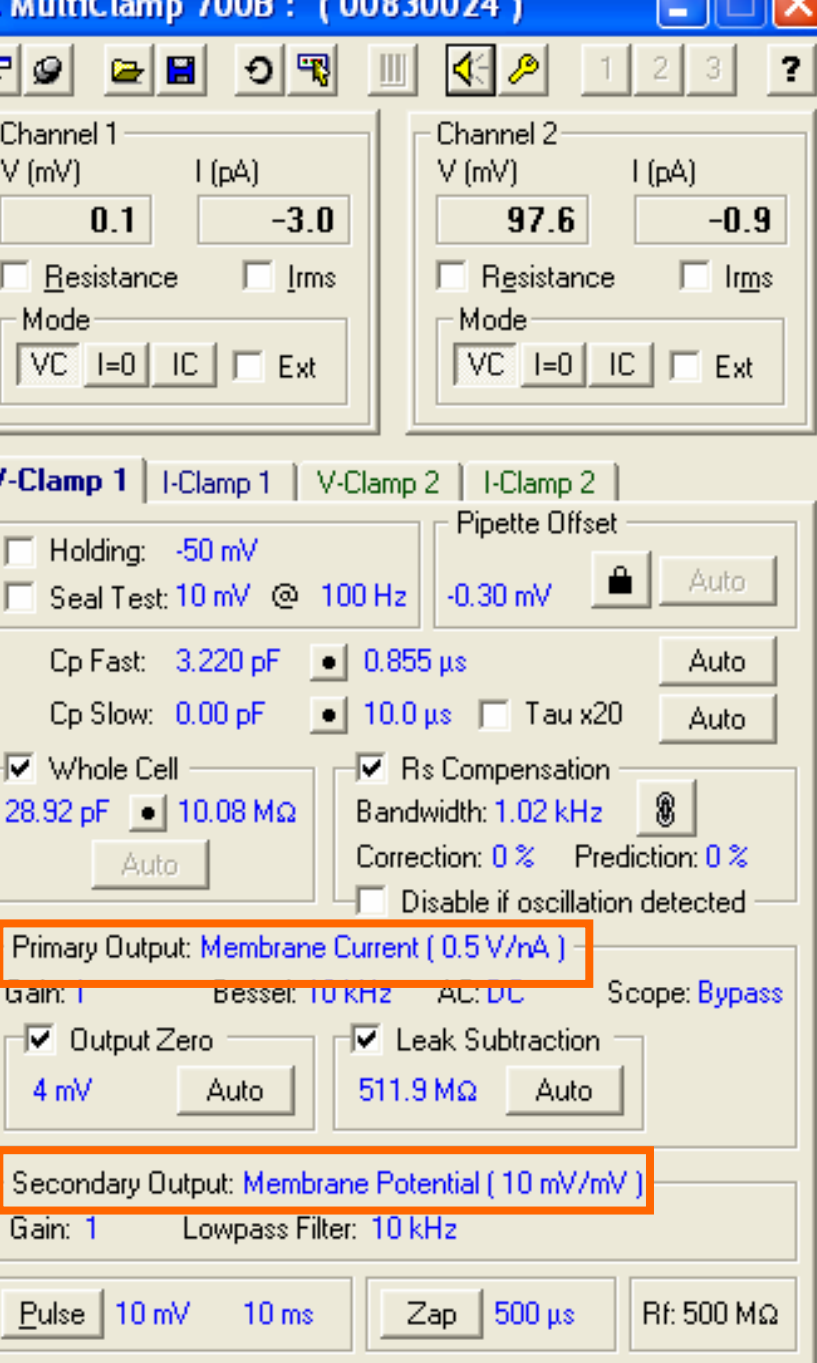 MultiClamp 700B : ( 00830024 )
1 2 3 ?
Channel 1
V (mV) I (pA)
0.1 -3.0
Resistance Irms
Mode
VC I=0 IC Ext
Channel 2
V (mV) I (pA)
97.6 -0.9
Resistance Irms
Mode
VC I=0 IC Ext
V-Clamp 1 I-Clamp 1 V-Clamp 2 I-Clamp 2
Holding: -50 mV
Seal Test: 10 mV @ 100 Hz
Pipette Offset
-0.30 mV Auto
Cp Fast: 3.220 pF 0.855 µs Auto
Cp Slow: 0.00 pF 10.0 µs Tau x20 Auto
Whole Cell
28.92 pF 10.08 MΩ
Auto
Rs Compensation
Bandwidth: 1.02 kHz
Correction: 0 % Prediction: 0 %
Disable if oscillation detected
Primary Output: Membrane Current ( 0.5 V/nA )
Gain: 1 Bessel: 10 kHz AC: DC Scope: Bypass
Output Zero
4 mV Auto
Leak Subtraction
511.9 MΩ Auto
Secondary Output: Membrane Potential ( 10 mV/mV )
Gain: 1 Lowpass Filter: 10 kHz
Pulse 10 mV 10 ms Zap 500 µs Rf: 500 MΩ